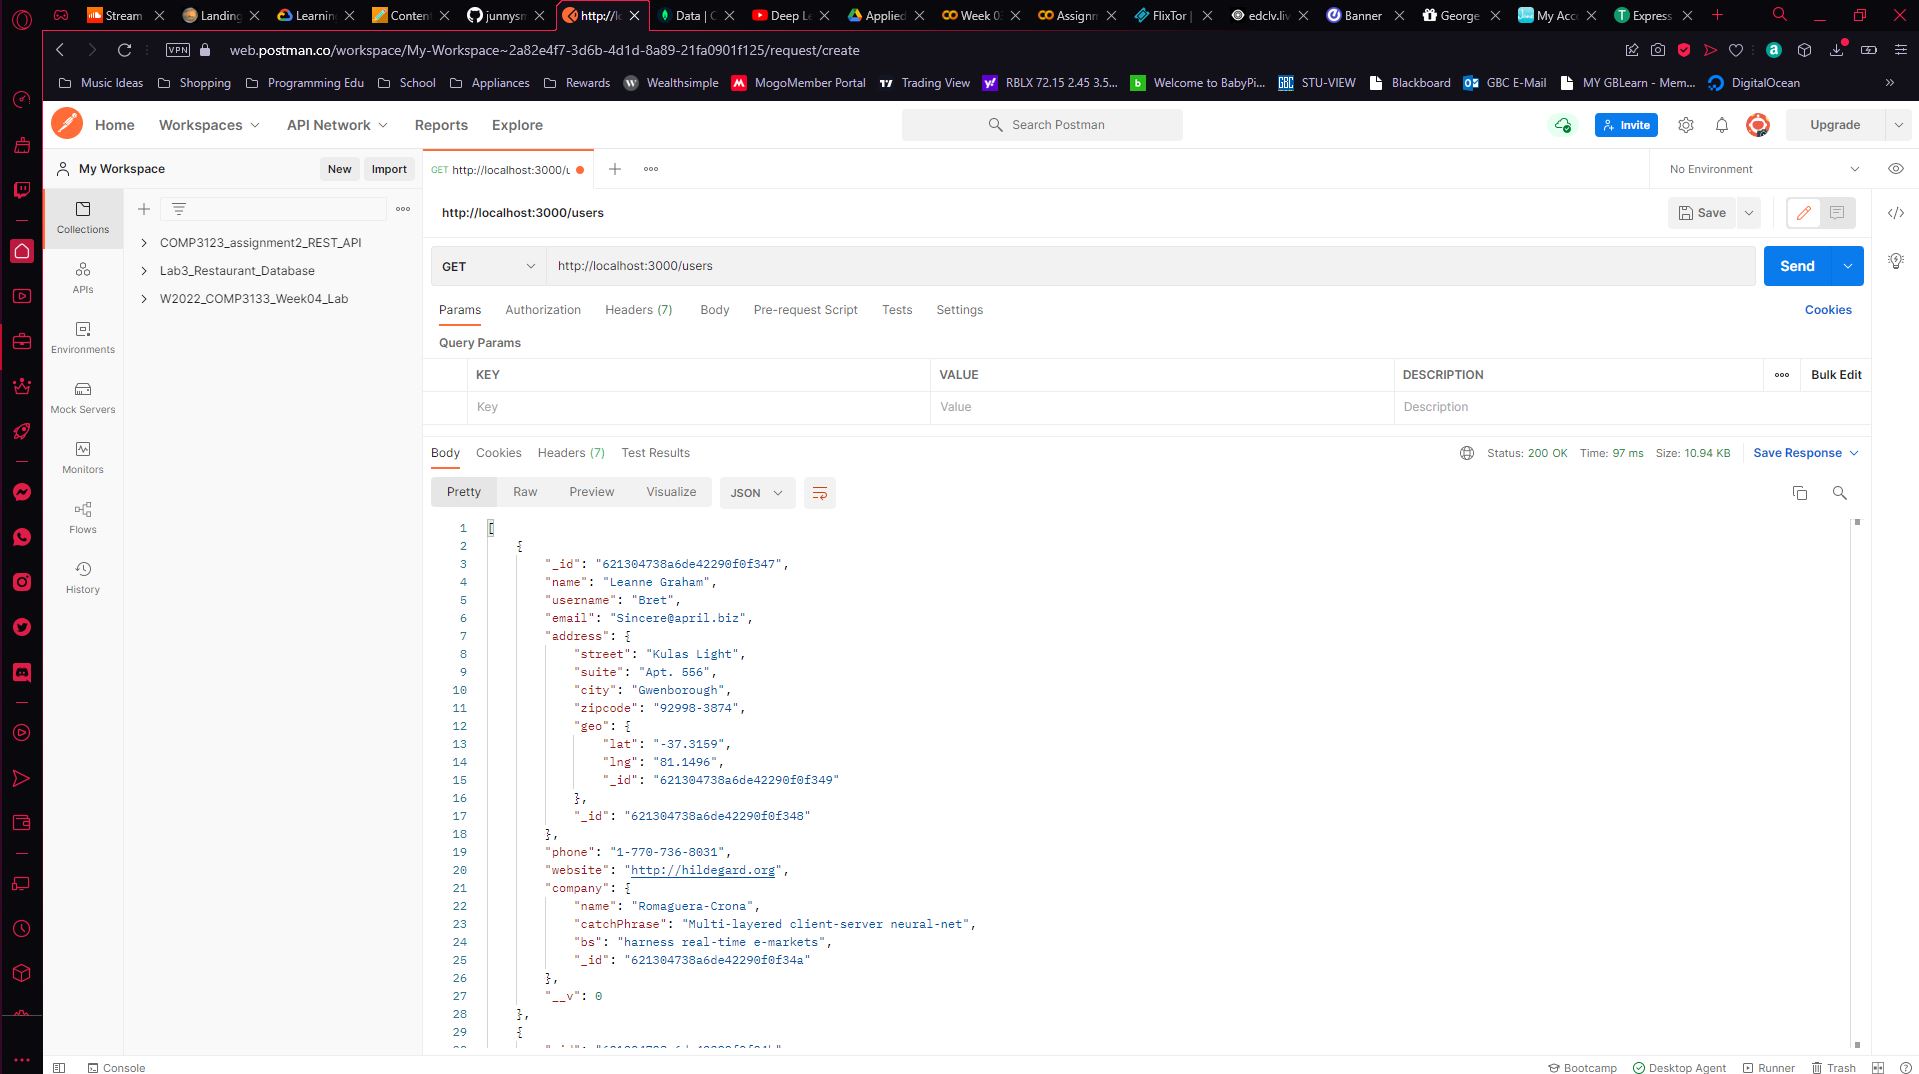 Stream
Landing
Learning
Content
junnysm
http://lo
Data | C
Deep Le
Applied
Week 03
Assignm
FlixTor |
edclv.liv
Banner
George
My Acc
Express
VPN
web.postman.co/workspace/My-Workspace~2a82e4f7-3d6b-4d1d-8a89-21fa0901f125/request/create
Music Ideas
Shopping
Programming Edu
School
Appliances
Rewards
Wealthsimple
MogoMember Portal
Trading View
RBLX 72.15 2.45 3.5...
Welcome to BabyPi...
STU-VIEW
Blackboard
GBC E-Mail
MY GBLearn - Mem...
DigitalOcean
Home
Workspaces
API Network
Reports
Explore
Search Postman
Invite
Upgrade
My Workspace
New
Import
GET http://localhost:3000/u
No Environment
Collections
APIs
Environments
Mock Servers
Monitors
Flows
History
COMP3123_assignment2_REST_API
Lab3_Restaurant_Database
W2022_COMP3133_Week04_Lab
http://localhost:3000/users
Save
GET
http://localhost:3000/users
Send
Params
Authorization
Headers (7)
Body
Pre-request Script
Tests
Settings
Cookies
Query Params
KEY
VALUE
DESCRIPTION
Bulk Edit
Key
Value
Description
Body
Cookies
Headers (7)
Test Results
Status: 200 OK
Time: 97 ms
Size: 10.94 KB
Save Response
Pretty
Raw
Preview
Visualize
JSON
1 [
2 {
3 "_id": "621304738a6de42290f0f347",
4 "name": "Leanne Graham",
5 "username": "Bret",
6 "email": "Sincere@april.biz",
7 "address": {
8 "street": "Kulas Light",
9 "suite": "Apt. 556",
10 "city": "Gwenborough",
11 "zipcode": "92998-3874",
12 "geo": {
13 "lat": "-37.3159",
14 "lng": "81.1496",
15 "_id": "621304738a6de42290f0f349"
16 },
17 "_id": "621304738a6de42290f0f348"
18 },
19 "phone": "1-770-736-8031",
20 "website": "http://hildegard.org",
21 "company": {
22 "name": "Romaguera-Crona",
23 "catchPhrase": "Multi-layered client-server neural-net",
24 "bs": "harness real-time e-markets",
25 "_id": "621304738a6de42290f0f34a"
26 },
27 "__v": 0
28 },
29 {
Console
Bootcamp
Desktop Agent
Runner
Trash